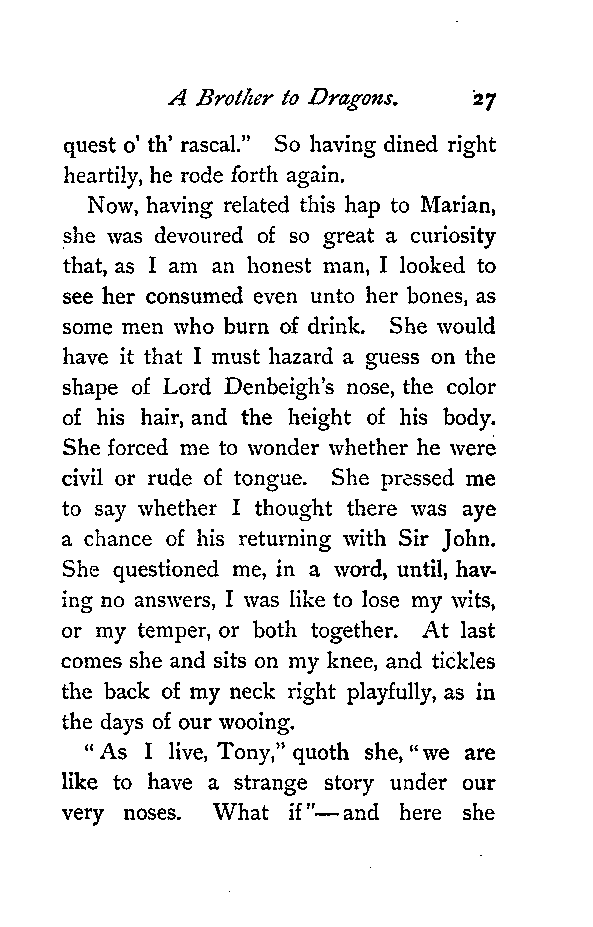 A Brother to Dragons. 27
quest o' th' rascal." So having dined right
heartily, he rode forth again.
Now, having related this hap to Marian,
she was devoured of so great a curiosity
that, as I am an honest man, I looked to
see her consumed even unto her bones, as
some men who burn of drink. She would
have it that I must hazard a guess on the
shape of Lord Denbeigh's nose, the color
of his hair, and the height of his body.
She forced me to wonder whether he were
civil or rude of tongue. She pressed me
to say whether I thought there was aye
a chance of his returning with Sir John.
She questioned me, in a word, until, hav-
ing no answers, I was like to lose my wits,
or my temper, or both together. At last
comes she and sits on my knee, and tickles
the back of my neck right playfully, as in
the days of our wooing.
"As I live, Tony," quoth she, "we are
like to have a strange story under our
very noses. What if"—and here she